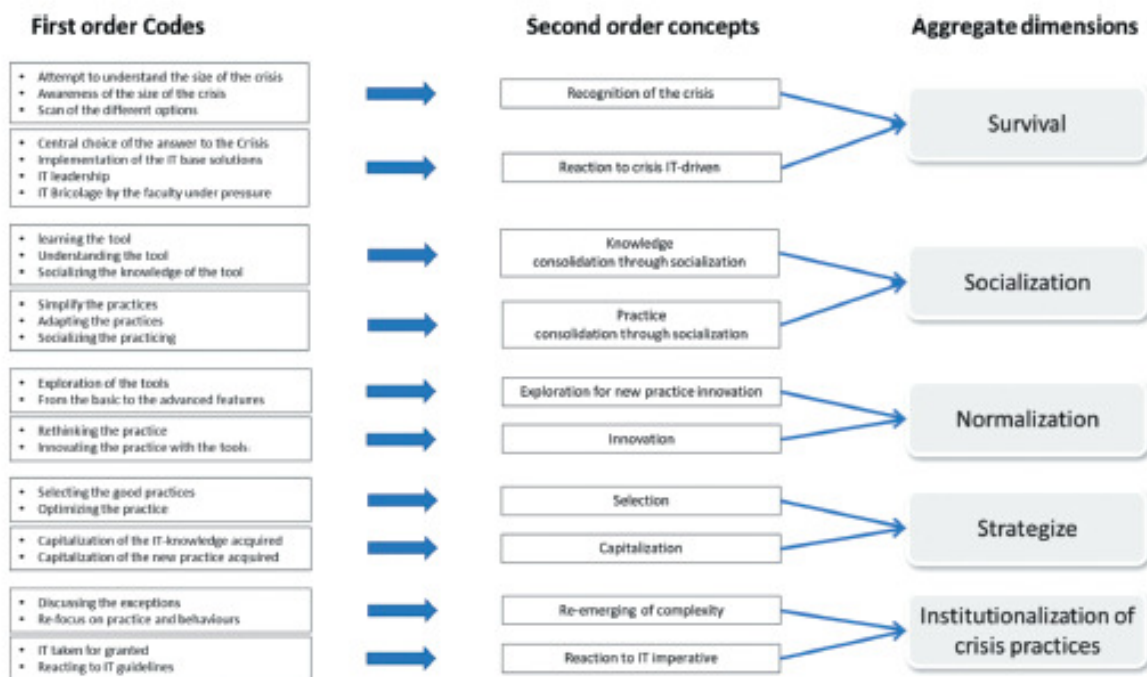 First order Codes
Second order concepts
Aggregate dimensions
• Attempt to understand the size of the crisis
• Awareness of the size of the crisis
• Scan of the different options
Recognition of the crisis
Survival
• Central choice of the answer to the Crisis
• Implementation of the IT base solutions
• IT leadership
• IT Bricolage by the faculty under pressure
Reaction to crisis IT-driven
• learning the tool
• Understanding the tool
• Socializing the knowledge of the tool
Knowledge
consolidation through socialization
Socialization
• Simplify the practices
• Adapting the practices
• Socializing the practicing
Practice
consolidation through socialization
• Exploration of the tools
• From the basic to the advanced features
Exploration for new practice innovation
Normalization
• Rethinking the practice
• Innovating the practice with the tools
Innovation
• Selecting the good practices
• Optimizing the practice
Selection
Strategize
• Capitalization of the IT-knowledge acquired
• Capitalization of the new practice acquired
Capitalization
• Discussing the exceptions
• Re-focus on practice and behaviours
Re-emerging of complexity
Institutionalization of
crisis practices
• IT taken for granted
• Reacting to IT guidelines
Reaction to IT imperative